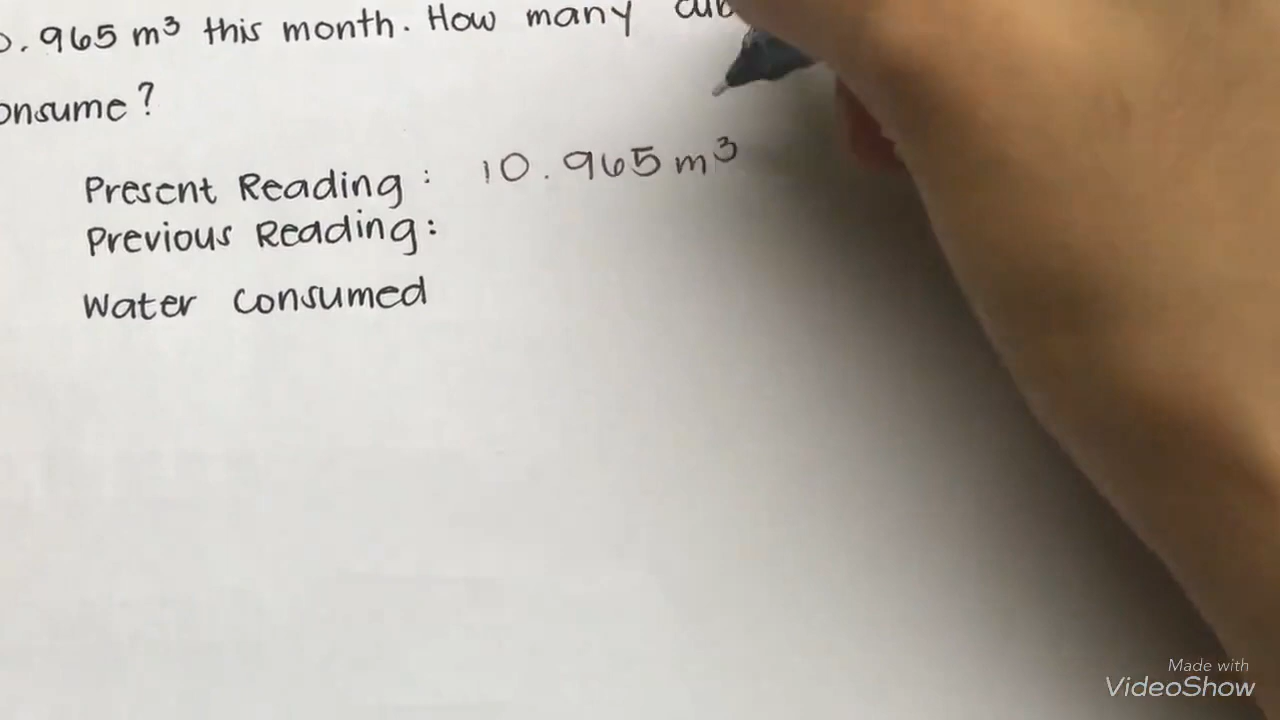 .965 m³ this month. How many
onsume?
Present Reading: 10.965 m³
Previous Reading:
Water Consumed
Made with
VideoShow